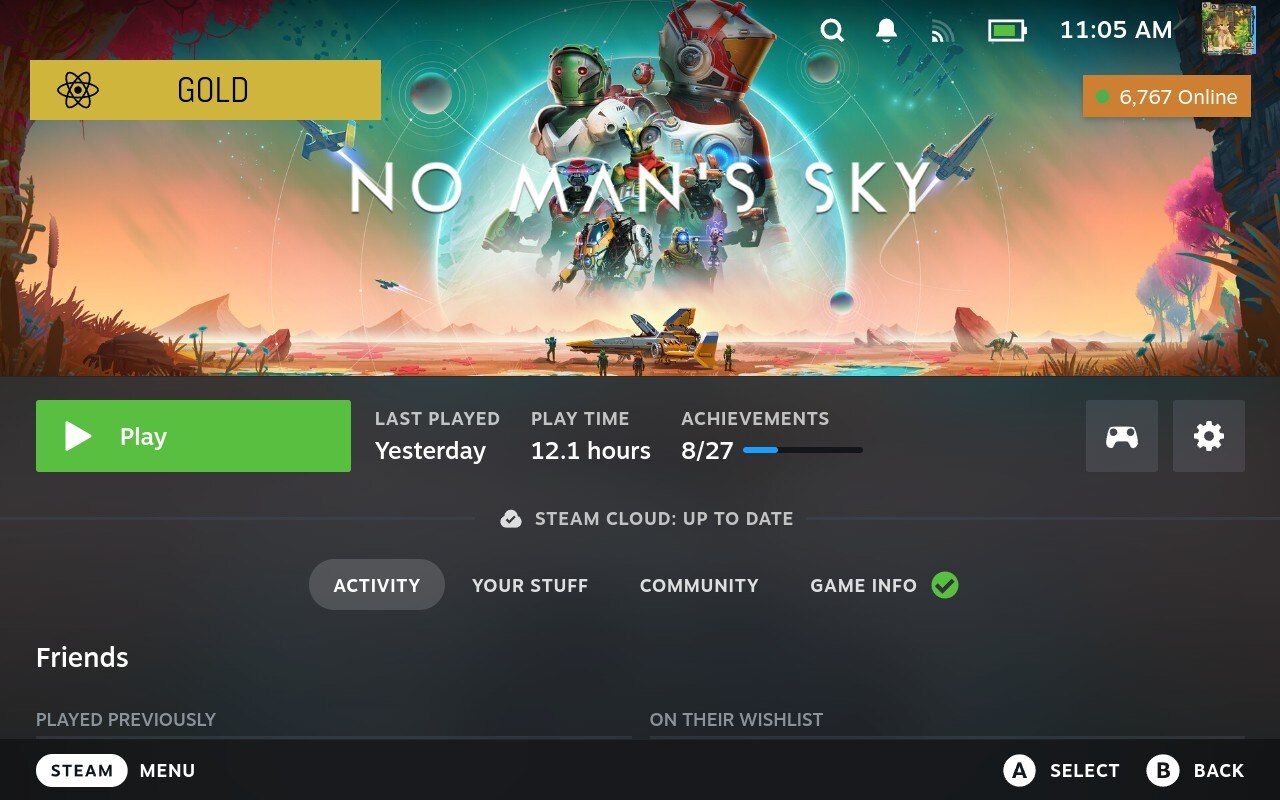 11:05 AM
GOLD
6,767 Online
NO MAN'S SKY
Play
LAST PLAYED
Yesterday
PLAY TIME
12.1 hours
ACHIEVEMENTS
8/27
STEAM CLOUD: UP TO DATE
ACTIVITY
YOUR STUFF
COMMUNITY
GAME INFO
Friends
PLAYED PREVIOUSLY
ON THEIR WISHLIST
STEAM MENU
A SELECT
B BACK